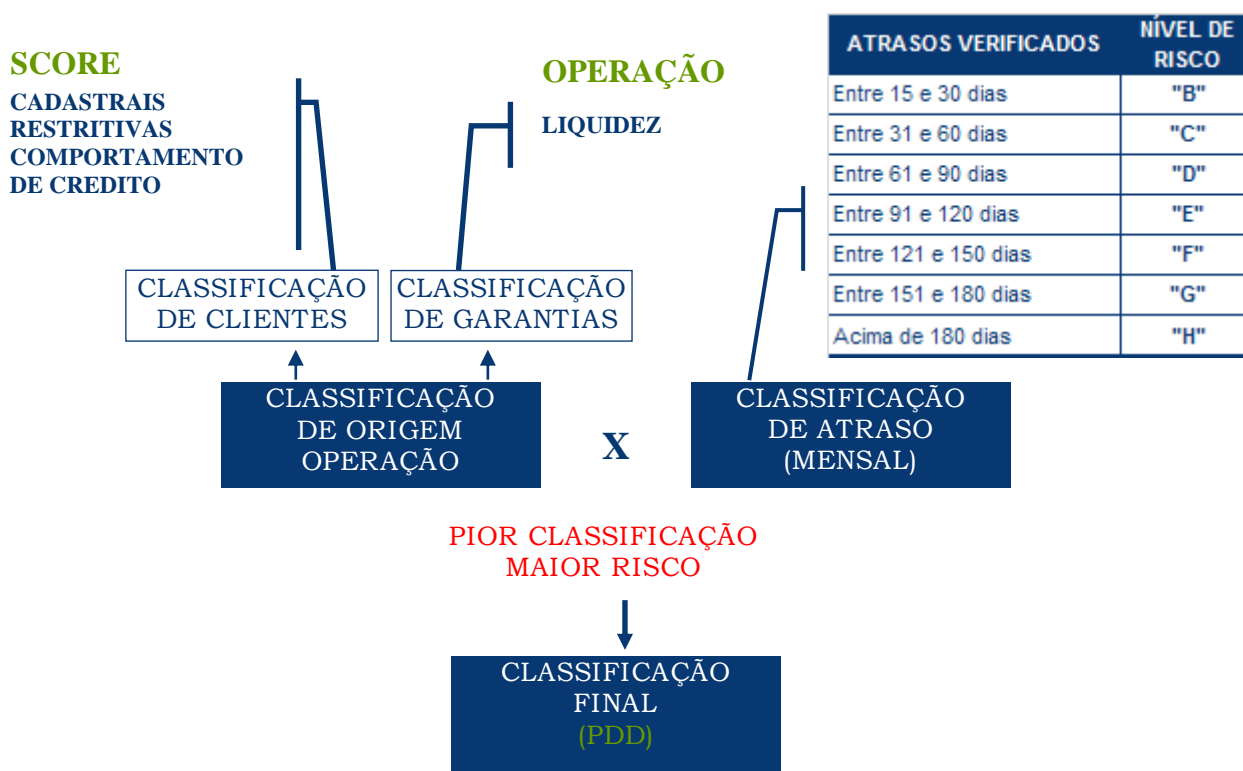 SCORE
CADASTRAIS
RESTRITIVAS
COMPORTAMENTO
DE CREDITO
OPERAÇÃO
LIQUIDEZ
ATRASOS VERIFICADOS NÍVEL DE RISCO
Entre 15 e 30 dias "B"
Entre 31 e 60 dias "C"
Entre 61 e 90 dias "D"
Entre 91 e 120 dias "E"
Entre 121 e 150 dias "F"
Entre 151 e 180 dias "G"
Acima de 180 dias "H"
CLASSIFICAÇÃO
DE CLIENTES
CLASSIFICAÇÃO
DE GARANTIAS
CLASSIFICAÇÃO
DE ORIGEM
OPERAÇÃO
X
CLASSIFICAÇÃO
DE ATRASO
(MENSAL)
PIOR CLASSIFICAÇÃO
MAIOR RISCO
CLASSIFICAÇÃO
FINAL
(PDD)